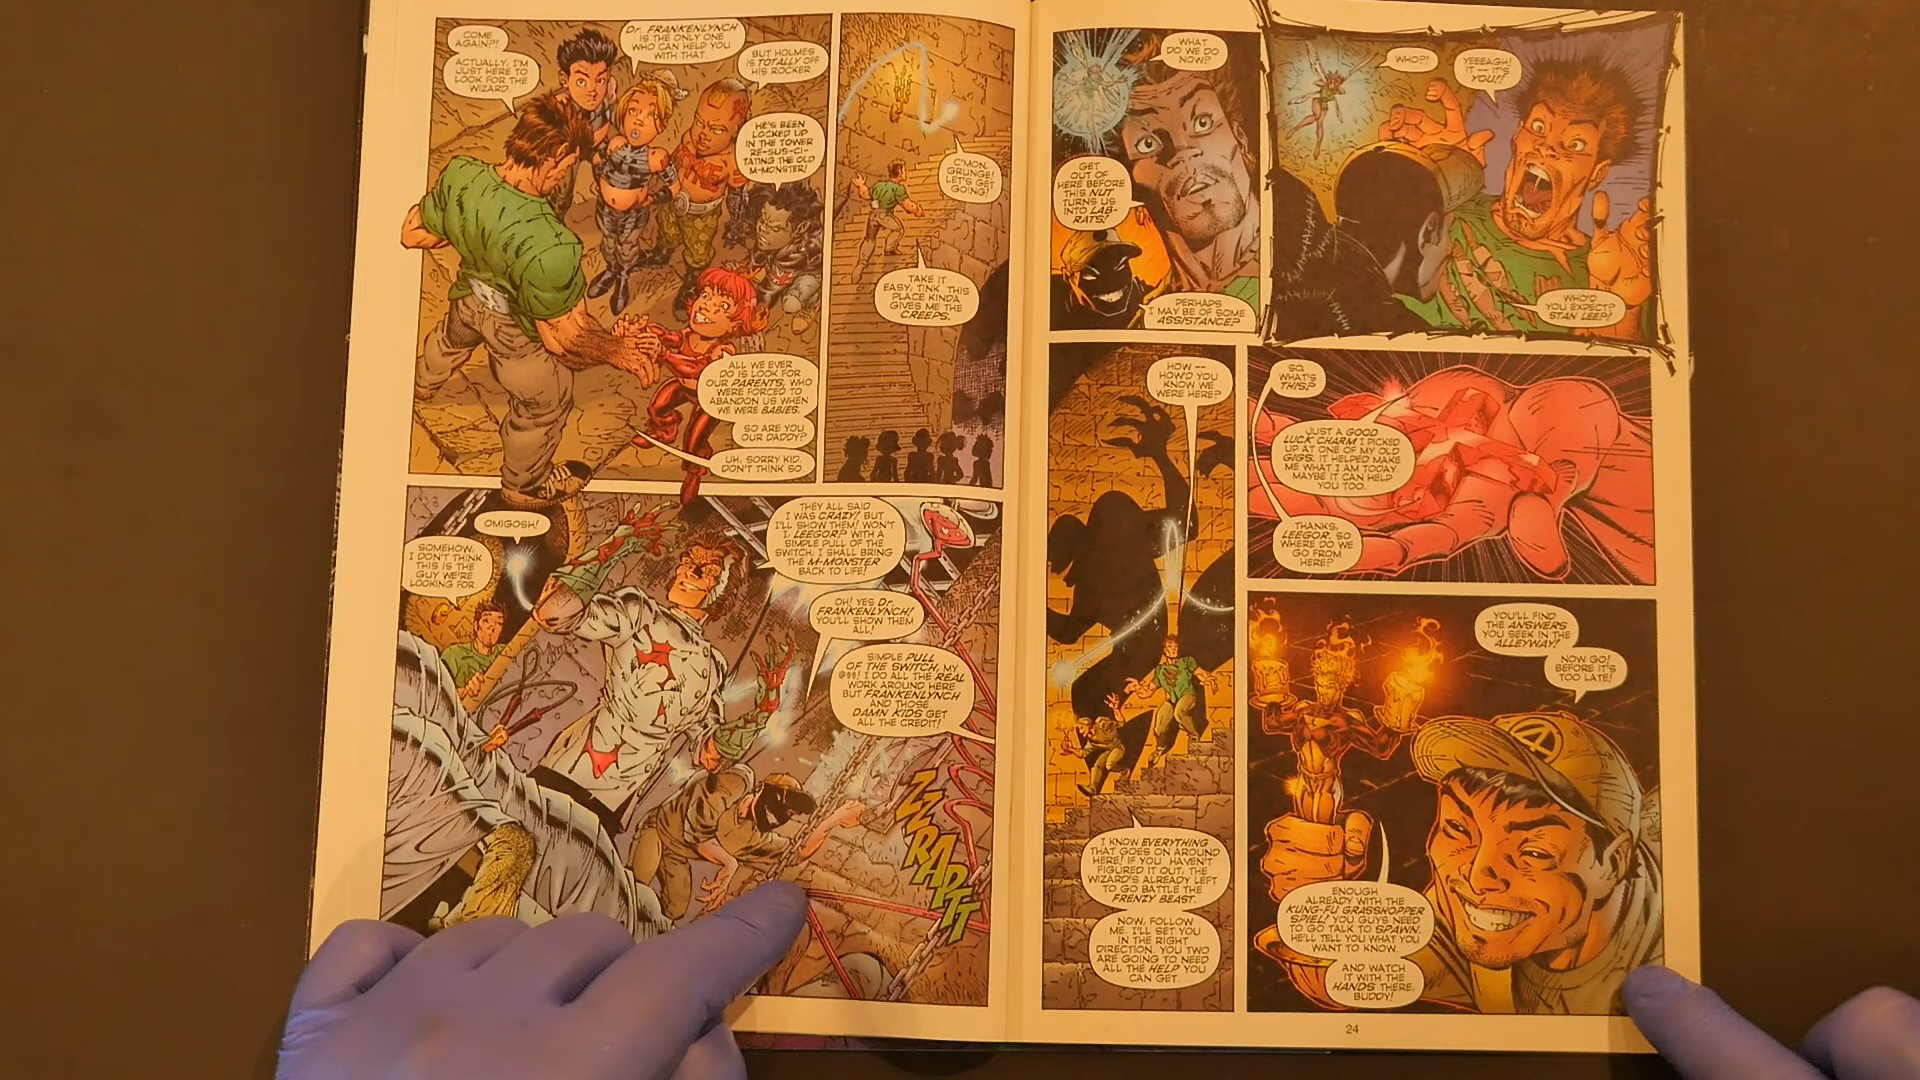 COME
AGAIN?!
ACTUALLY, I'M
JUST HERE TO
LOOK FOR THE
WIZARD.
Dr. FRANKENLYNCH
IS THE ONLY ONE
WHO CAN HELP YOU
WITH THAT.
BUT HOLMES
IS TOTALLY OFF
HIS ROCKER.
HE'S BEEN
LOCKED UP
IN THE TOWER
RE-SUS-CI-
TATING THE OLD
M-MONSTER!
ALL WE EVER
DO IS LOOK FOR
OUR PARENTS, WHO
WERE FORCED TO
ABANDON US WHEN
WE WERE BABIES.
SO ARE YOU
OUR DADDY?
UH, SORRY KID.
DON'T THINK SO.
C'MON,
GRUNGE!
LET'S GET
GOING!
TAKE IT
EASY, TINK. THIS
PLACE KINDA
GIVES ME THE
CREEPS.
OMIGOSH!
SOMEHOW,
I DON'T THINK
THIS IS THE
GUY WE'RE
LOOKING FOR.
THEY ALL SAID
I WAS CRAZY! BUT
I'LL SHOW THEM! WON'T
I, LEEGOR? WITH A
SIMPLE PULL OF THE
SWITCH, I SHALL BRING
THE M-MONSTER
BACK TO LIFE!
OH! YES Dr.
FRANKENLYNCH!
YOU'LL SHOW THEM
ALL!
SIMPLE PULL
OF THE SWITCH, MY
@$$! I DO ALL THE REAL
WORK AROUND HERE
BUT FRANKENLYNCH
AND THOSE
DAMN KIDS GET
ALL THE CREDIT!
ZZZRAPTT
WHAT
DO WE DO
NOW?
GET
OUT OF
HERE BEFORE
THIS NUT
TURNS US
INTO LAB-
RATS!
PERHAPS
I MAY BE OF SOME
ASSISTANCE?
WHO?!
YEEEAGH!
IT -- IT'S
YOU!!
WHO'D
YOU EXPECT?
STAN LEE?!
HOW --
HOW'D YOU
KNOW WE
WERE HERE?
I KNOW EVERYTHING
THAT GOES ON AROUND
HERE! IF YOU HAVEN'T
FIGURED IT OUT, THE
WIZARD'S ALREADY LEFT
TO GO BATTLE THE
FRENZY BEAST.
NOW, FOLLOW
ME. I'LL SET YOU
IN THE RIGHT
DIRECTION. YOU TWO
ARE GOING TO NEED
ALL THE HELP YOU
CAN GET.
SO,
WHAT'S
THIS?
JUST A GOOD
LUCK CHARM I PICKED
UP AT ONE OF MY OLD
GIGS. IT HELPED MAKE
ME WHAT I AM TODAY.
MAYBE IT CAN HELP
YOU TOO.
THANKS,
LEEGOR. SO
WHERE DO WE
GO FROM
HERE?
YOU'LL FIND
THE ANSWERS
YOU SEEK IN THE
ALLEYWAY!
NOW GO!
BEFORE IT'S
TOO LATE!
4
ENOUGH
ALREADY WITH THE
KUNG-FU GRASSHOPPER
SPIEL! YOU GUYS NEED
TO GO TALK TO SPAWN.
HE'LL TELL YOU WHAT YOU
WANT TO KNOW.
AND WATCH
IT WITH THE
HANDS THERE,
BUDDY!
24